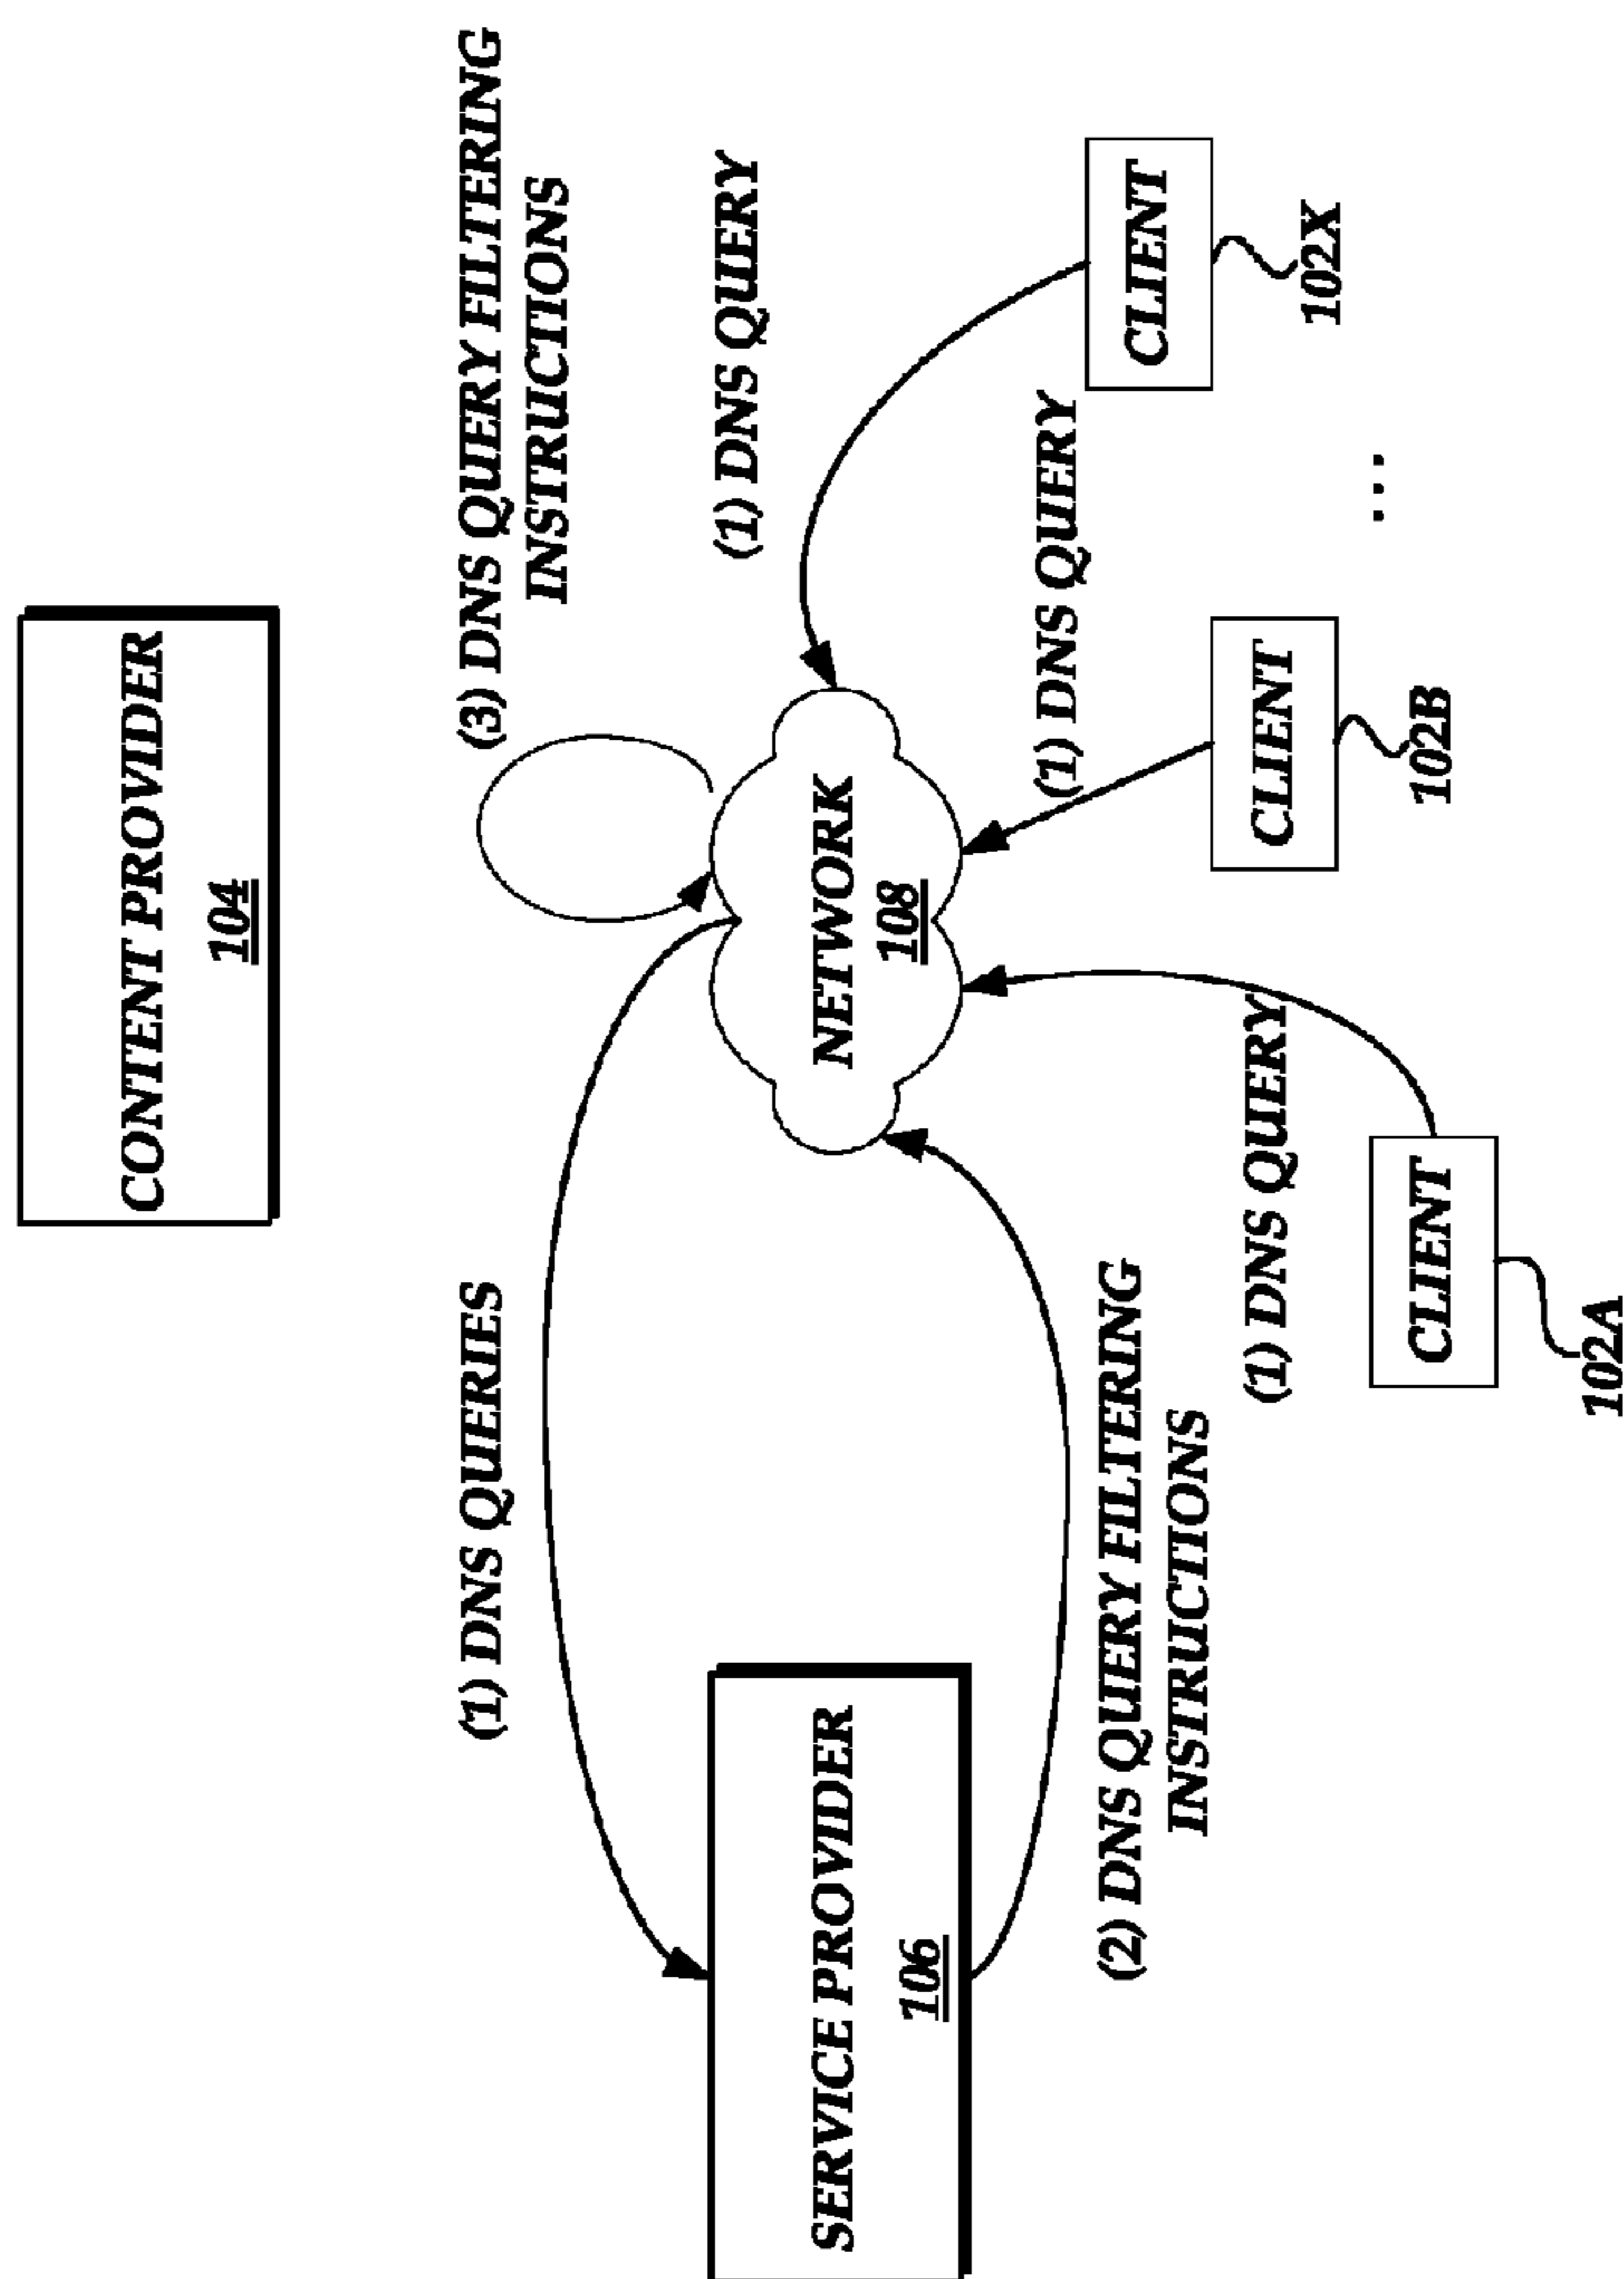 CONTENT PROVIDER
104
(1) DNS QUERIES
(3) DNS QUERY FILTERING
INSTRUCTIONS
(1) DNS QUERY
SERVICE PROVIDER
106
NETWORK
108
(2) DNS QUERY FILTERING
INSTRUCTIONS
(1) DNS QUERY
(1) DNS QUERY
CLIENT
102X
CLIENT
102B
...
CLIENT
102A